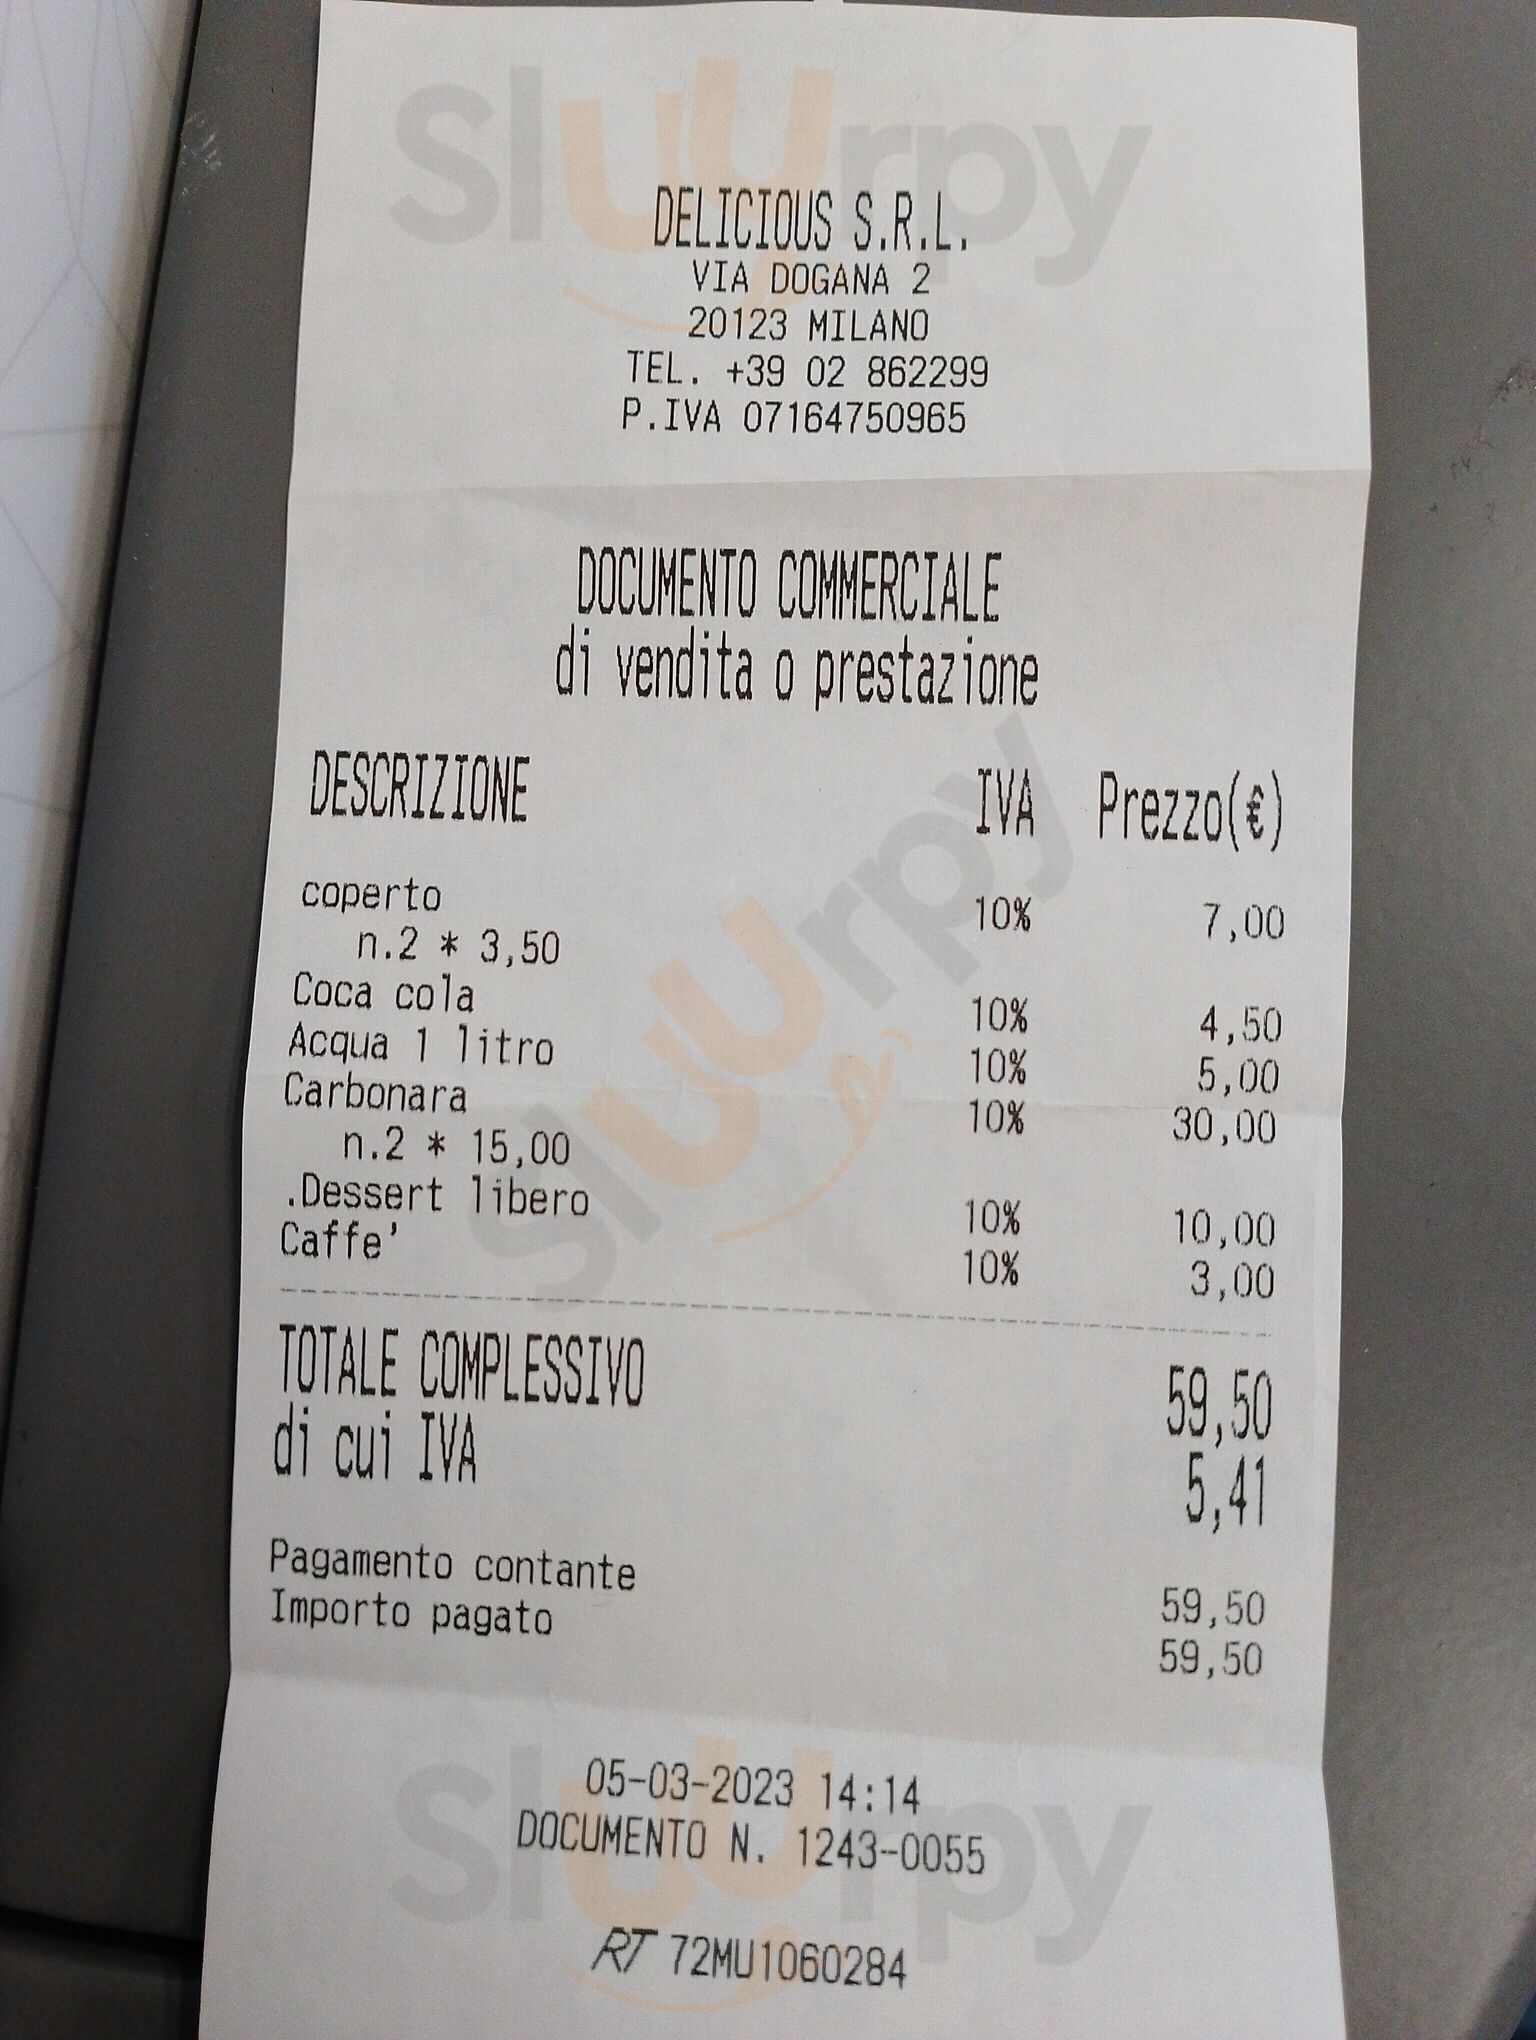 Sluurpy
DELICIOUS S.R.L.
VIA DOGANA 2
20123 MILANO
TEL. +39 02 862299
P.IVA 07164750965
DOCUMENTO COMMERCIALE
di vendita o prestazione
DESCRIZIONE IVA Prezzo(€)
coperto 10% 7,00
n.2 * 3,50
Coca cola 10% 4,50
Acqua 1 litro 10% 5,00
Carbonara 10% 30,00
n.2 * 15,00
.Dessert libero 10% 10,00
Caffe' 10% 3,00
Sluurpy
TOTALE COMPLESSIVO 59,50
di cui IVA 5,41
Pagamento contante 59,50
Importo pagato 59,50
05-03-2023 14:14
DOCUMENTO N. 1243-0055
Sluurpy
RT 72MU1060284